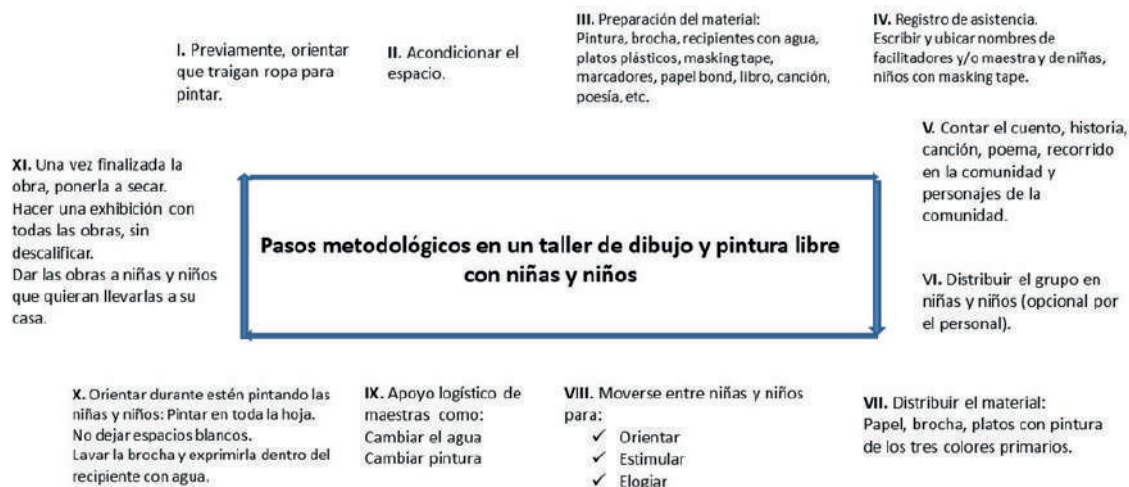 I. Previamente, orientar
que traigan ropa para
pintar.
II. Acondicionar el
espacio.
III. Preparación del material:
Pintura, brocha, recipientes con agua,
platos plásticos, masking tape,
marcadores, papel bond, libro, canción,
poesía, etc.
IV. Registro de asistencia.
Escribir y ubicar nombres de
facilitadores y/o maestra y de niñas,
niños con masking tape.
V. Contar el cuento, historia,
canción, poema, recorrido
en la comunidad y
personajes de la
comunidad.
VI. Distribuir el grupo en
niñas y niños (opcional por
el personal).
VII. Distribuir el material:
Papel, brocha, platos con pintura
de los tres colores primarios.
VIII. Moverse entre niñas y niños
para:
✓ Orientar
✓ Estimular
✓ Elogiar
IX. Apoyo logístico de
maestras como:
Cambiar el agua
Cambiar pintura
X. Orientar durante estén pintando las
niñas y niños: Pintar en toda la hoja.
No dejar espacios blancos.
Lavar la brocha y exprimirla dentro del
recipiente con agua.
XI. Una vez finalizada la
obra, ponerla a secar.
Hacer una exhibición con
todas las obras, sin
descalificar.
Dar las obras a niñas y niños
que quieran llevarlas a su
casa.
Pasos metodológicos en un taller de dibujo y pintura libre
con niñas y niños